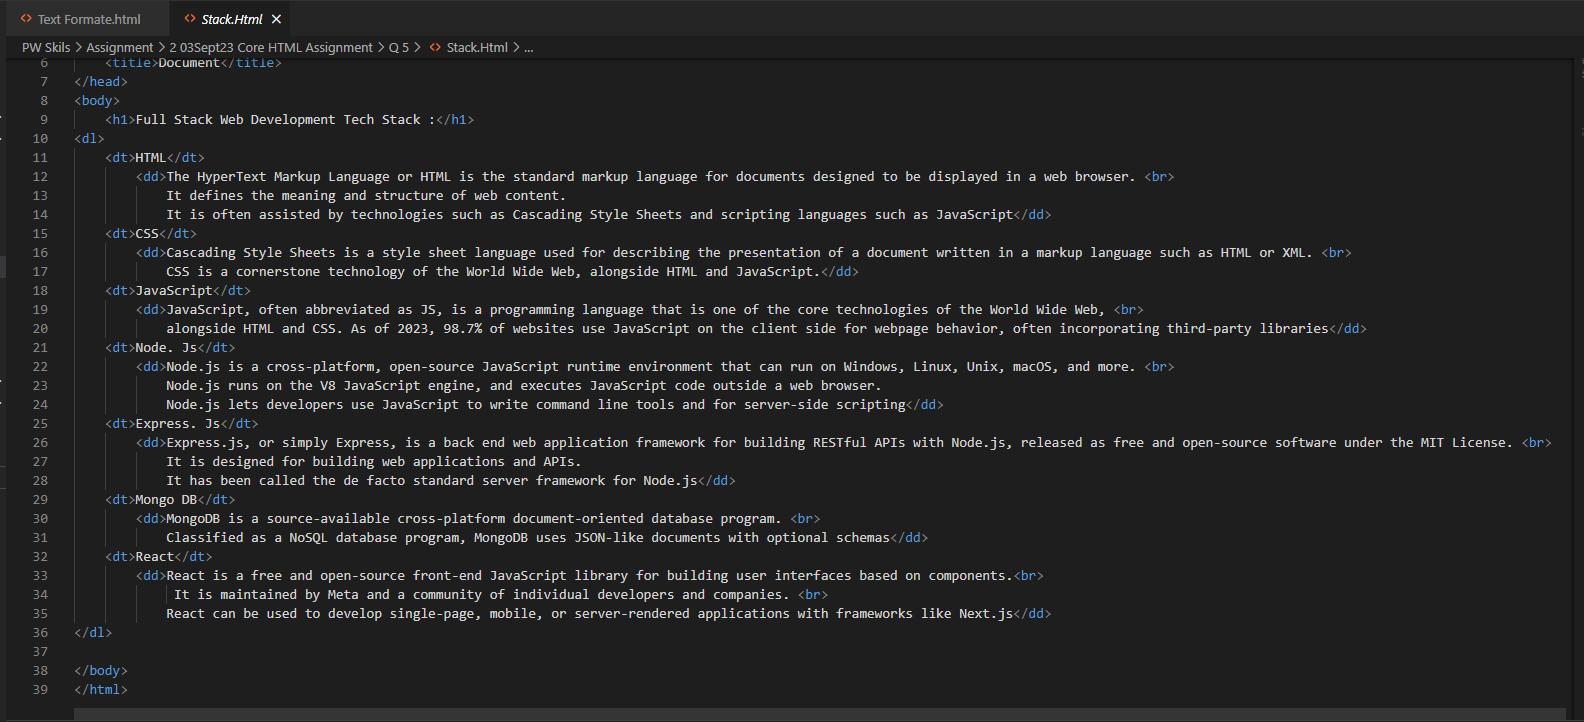 Text Formate.html Stack.Html
PW Skils > Assignment > 2 03Sept23 Core HTML Assignment > Q 5 > Stack.Html > ...
6 <title>Document</title>
7 </head>
8 <body>
9 <h1>Full Stack Web Development Tech Stack :</h1>
10 <dl>
11 <dt>HTML</dt>
12 <dd>The HyperText Markup Language or HTML is the standard markup language for documents designed to be displayed in a web browser. <br>
13 It defines the meaning and structure of web content.
14 It is often assisted by technologies such as Cascading Style Sheets and scripting languages such as JavaScript</dd>
15 <dt>CSS</dt>
16 <dd>Cascading Style Sheets is a style sheet language used for describing the presentation of a document written in a markup language such as HTML or XML. <br>
17 CSS is a cornerstone technology of the World Wide Web, alongside HTML and JavaScript.</dd>
18 <dt>JavaScript</dt>
19 <dd>JavaScript, often abbreviated as JS, is a programming language that is one of the core technologies of the World Wide Web, <br>
20 alongside HTML and CSS. As of 2023, 98.7% of websites use JavaScript on the client side for webpage behavior, often incorporating third-party libraries</dd>
21 <dt>Node. Js</dt>
22 <dd>Node.js is a cross-platform, open-source JavaScript runtime environment that can run on Windows, Linux, Unix, macOS, and more. <br>
23 Node.js runs on the V8 JavaScript engine, and executes JavaScript code outside a web browser.
24 Node.js lets developers use JavaScript to write command line tools and for server-side scripting</dd>
25 <dt>Express. Js</dt>
26 <dd>Express.js, or simply Express, is a back end web application framework for building RESTful APIs with Node.js, released as free and open-source software under the MIT License. <br>
27 It is designed for building web applications and APIs.
28 It has been called the de facto standard server framework for Node.js</dd>
29 <dt>Mongo DB</dt>
30 <dd>MongoDB is a source-available cross-platform document-oriented database program. <br>
31 Classified as a NoSQL database program, MongoDB uses JSON-like documents with optional schemas</dd>
32 <dt>React</dt>
33 <dd>React is a free and open-source front-end JavaScript library for building user interfaces based on components.<br>
34 It is maintained by Meta and a community of individual developers and companies. <br>
35 React can be used to develop single-page, mobile, or server-rendered applications with frameworks like Next.js</dd>
36 </dl>
37
38 </body>
39 </html>